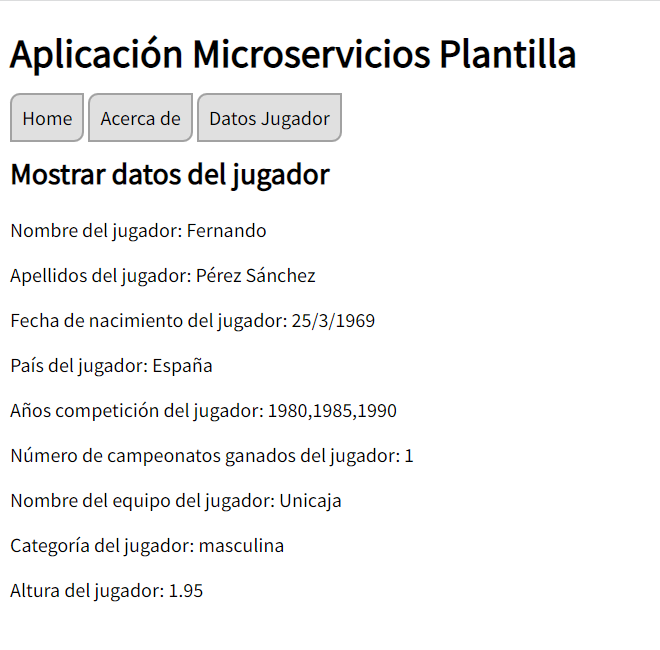 Aplicación Microservicios Plantilla
Home Acerca de Datos Jugador
Mostrar datos del jugador
Nombre del jugador: Fernando
Apellidos del jugador: Pérez Sánchez
Fecha de nacimiento del jugador: 25/3/1969
País del jugador: España
Años competición del jugador: 1980,1985,1990
Número de campeonatos ganados del jugador: 1
Nombre del equipo del jugador: Unicaja
Categoría del jugador: masculina
Altura del jugador: 1.95